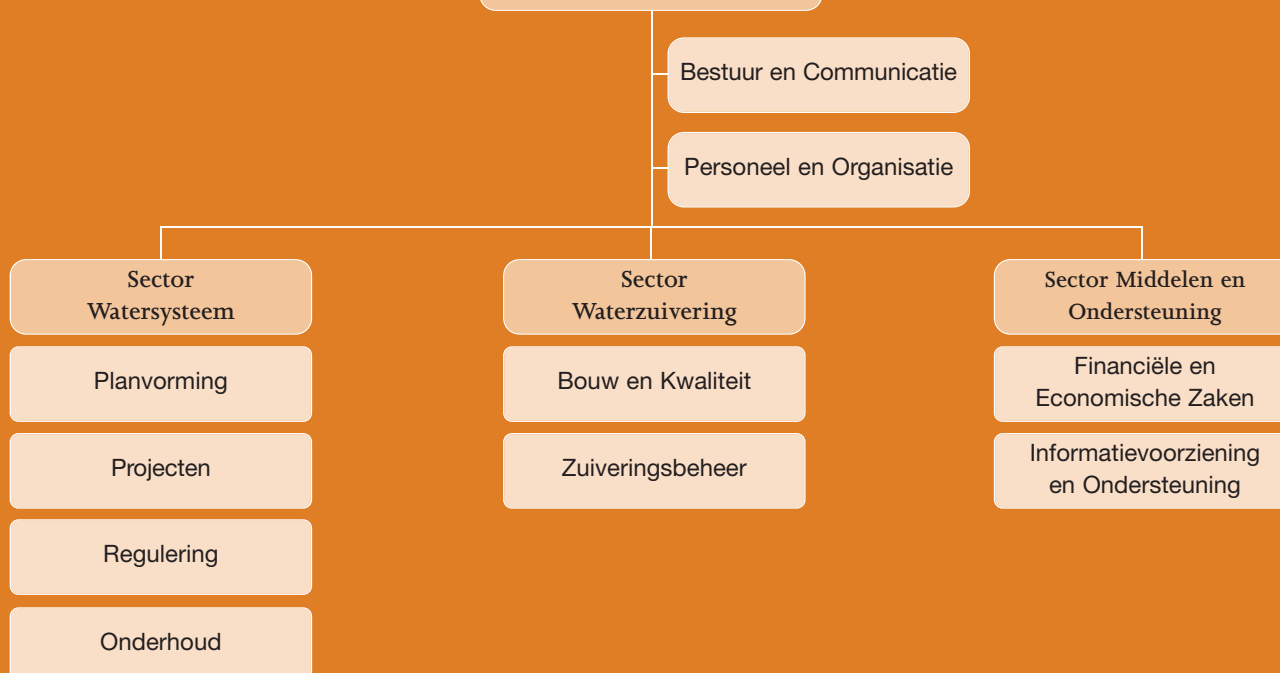 Bestuur en Communicatie
Personeel en Organisatie
Sector
Watersysteem
Planvorming
Projecten
Regulering
Onderhoud
Sector
Waterzuivering
Bouw en Kwaliteit
Zuiveringsbeheer
Sector Middelen en
Ondersteuning
Financiële en
Economische Zaken
Informatievoorziening
en Ondersteuning